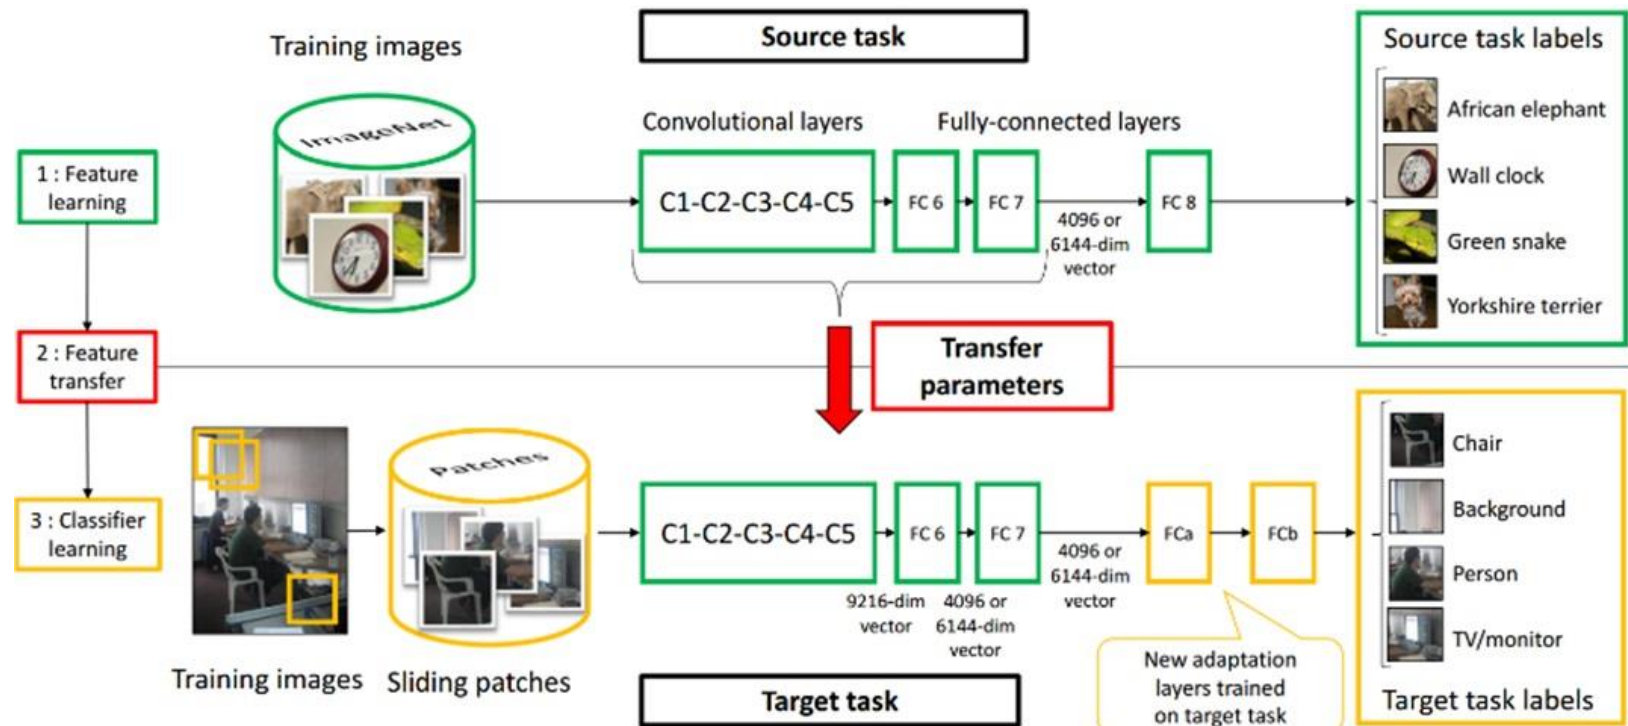 Source task
Training images
Source task labels
ImageNet
Convolutional layers
Fully-connected layers
African elephant
1 : Feature
learning
C1-C2-C3-C4-C5
FC 6
FC 7
4096 or
6144-dim
vector
FC 8
Wall clock
Green snake
Yorkshire terrier
2 : Feature
transfer
Transfer
parameters
3 : Classifier
learning
Patches
C1-C2-C3-C4-C5
FC 6
FC 7
FCa
FCb
9216-dim
vector
4096 or
6144-dim
vector
4096 or
6144-dim
vector
Chair
Background
Person
TV/monitor
Training images
Sliding patches
Target task
New adaptation
layers trained
on target task
Target task labels